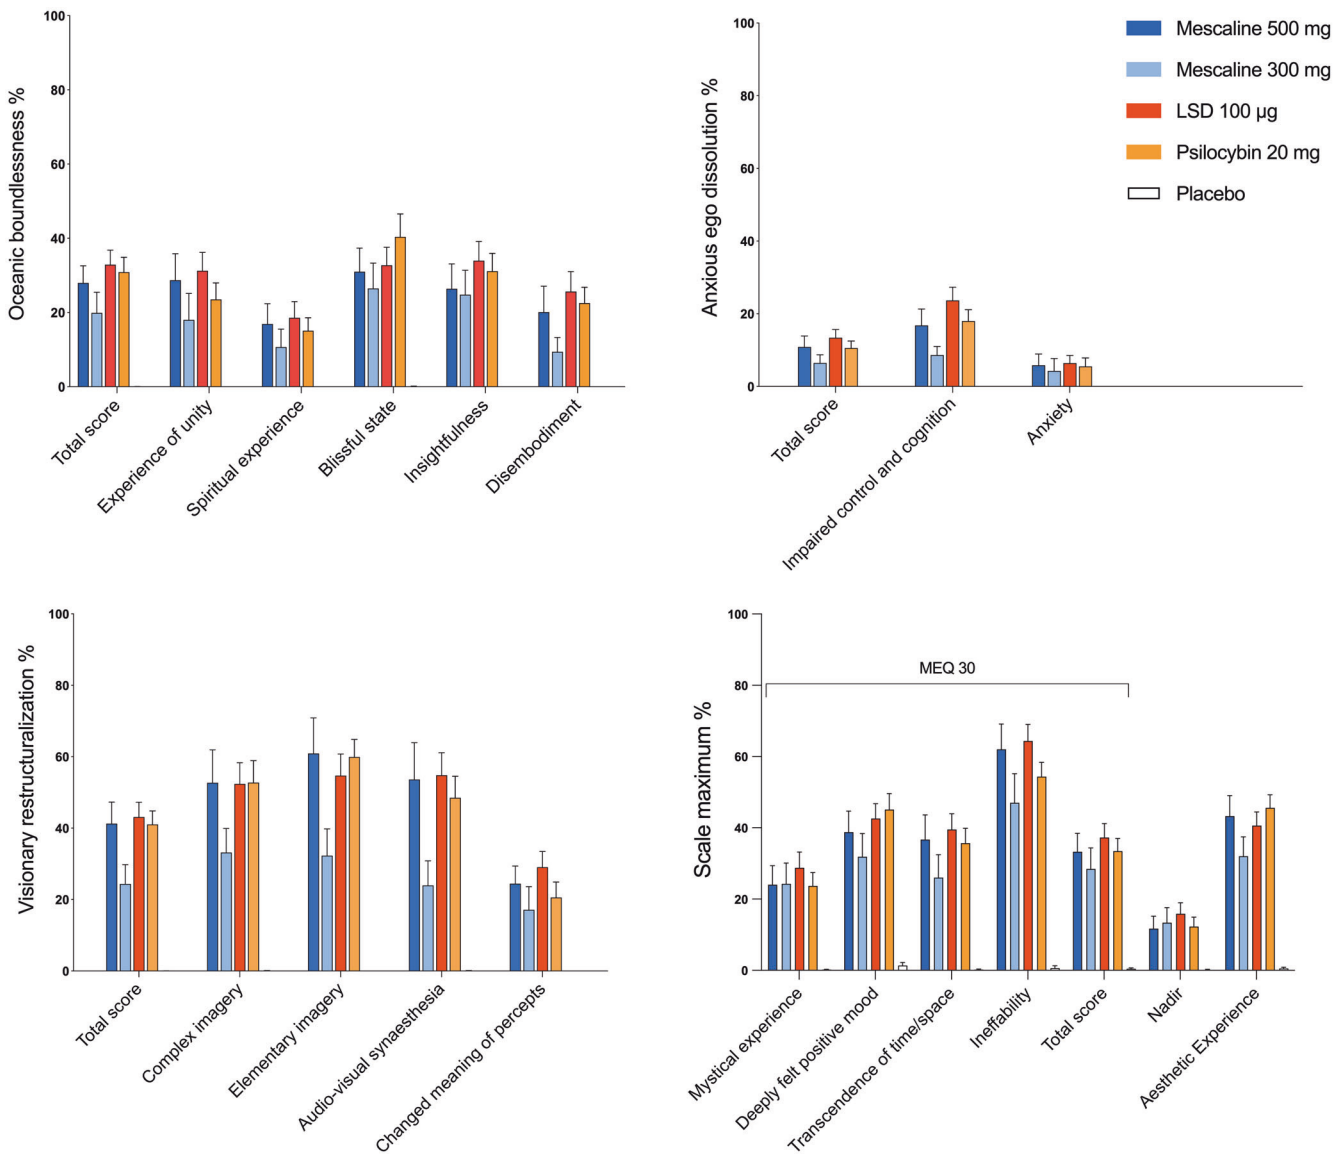 Oceanic boundlessness %
100
80
60
40
20
0
Total score
Experience of unity
Spiritual experience
Blissful state
Insightfulness
Disembodiment
Anxious ego dissolution %
100
80
60
40
20
0
Total score
Impaired control and cognition
Anxiety
Mescaline 500 mg
Mescaline 300 mg
LSD 100 µg
Psilocybin 20 mg
Placebo
Visionary restructuralization %
100
80
60
40
20
0
Total score
Complex imagery
Elementary imagery
Audio-visual synaesthesia
Changed meaning of percepts
Scale maximum %
100
80
60
40
20
0
MEQ 30
Mystical experience
Deeply felt positive mood
Transcendence of time/space
Ineffability
Total score
Nadir
Aesthetic Experience